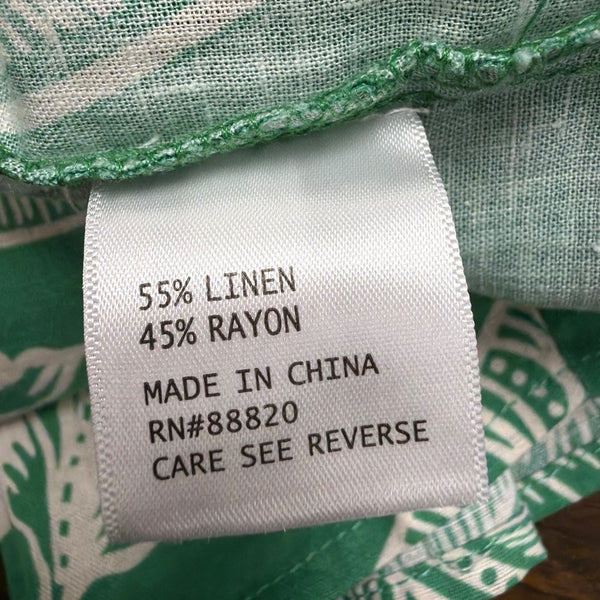 55% LINEN
45% RAYON
MADE IN CHINA
RN#88820
CARE SEE REVERSE